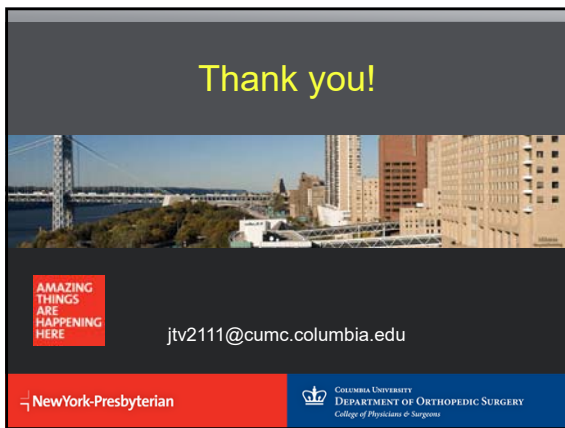 Thank you!
AMAZING
THINGS
ARE
HAPPENING
HERE
jtv2111@cumc.columbia.edu
NewYork-Presbyterian
COLUMBIA UNIVERSITY
DEPARTMENT OF ORTHOPEDIC SURGERY
College of Physicians & Surgeons